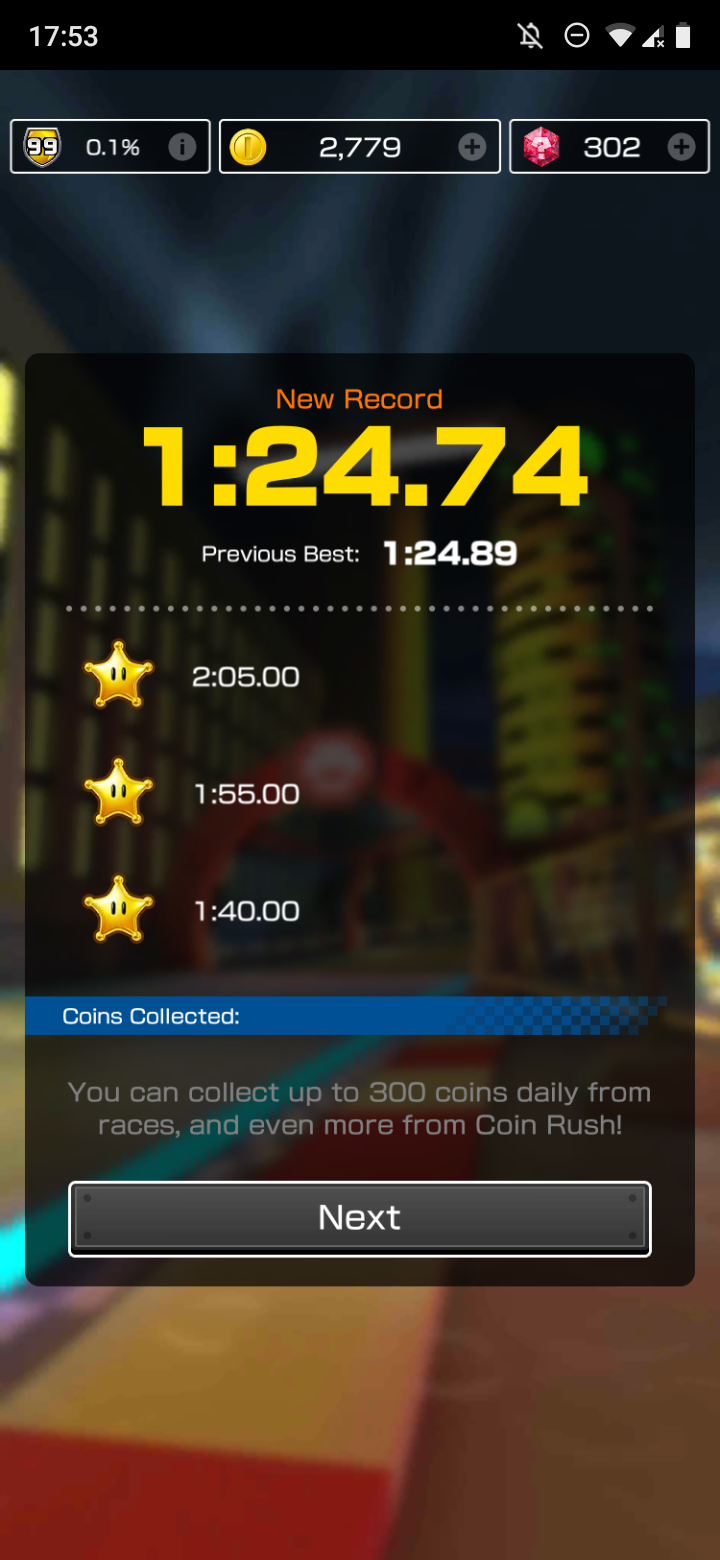 17:53
99 0.1% i 2,779 + 302 +
New Record
1:24.74
Previous Best: 1:24.89
2:05.00
1:55.00
1:40.00
Coins Collected:
You can collect up to 300 coins daily from
races, and even more from Coin Rush!
Next